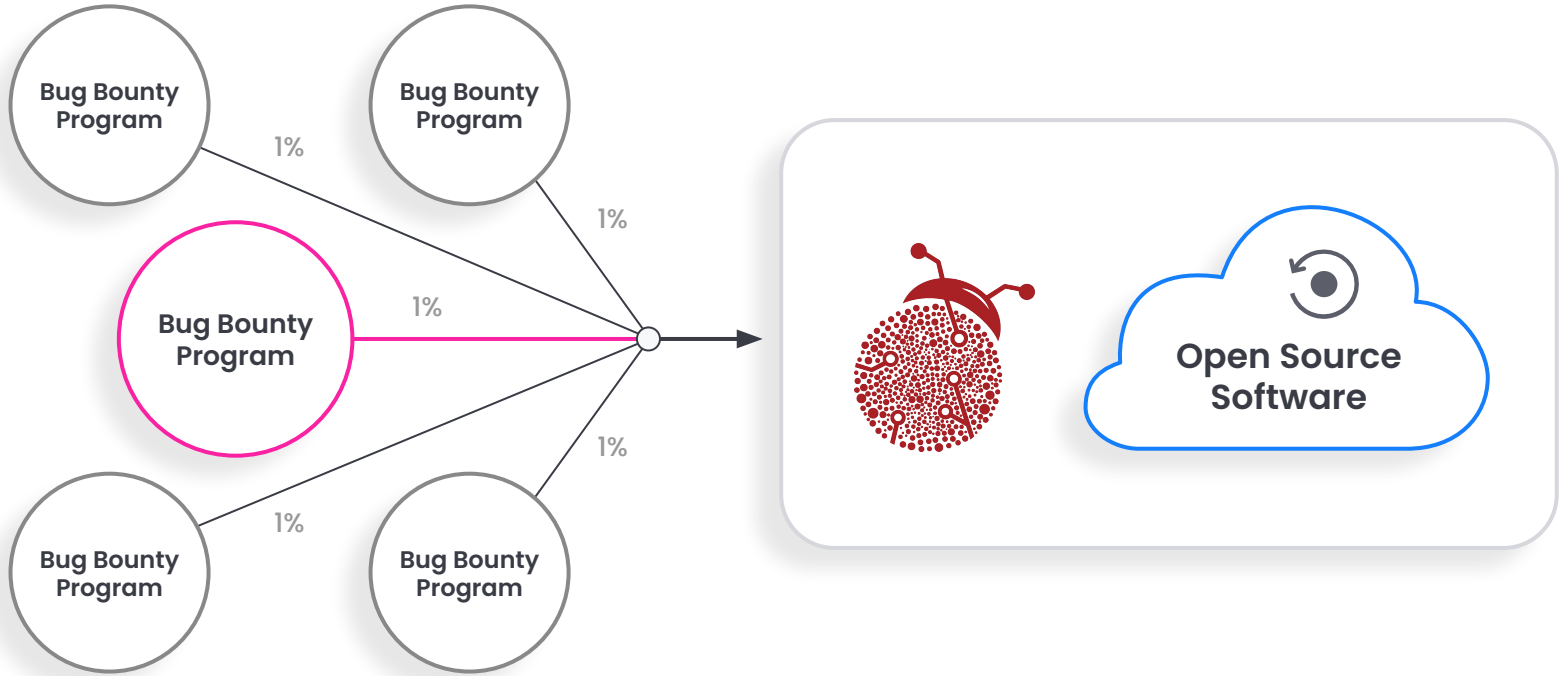 Bug Bounty
Program
Bug Bounty
Program
1%
1%
1%
Bug Bounty
Program
Open Source
Software
1%
1%
Bug Bounty
Program
Bug Bounty
Program